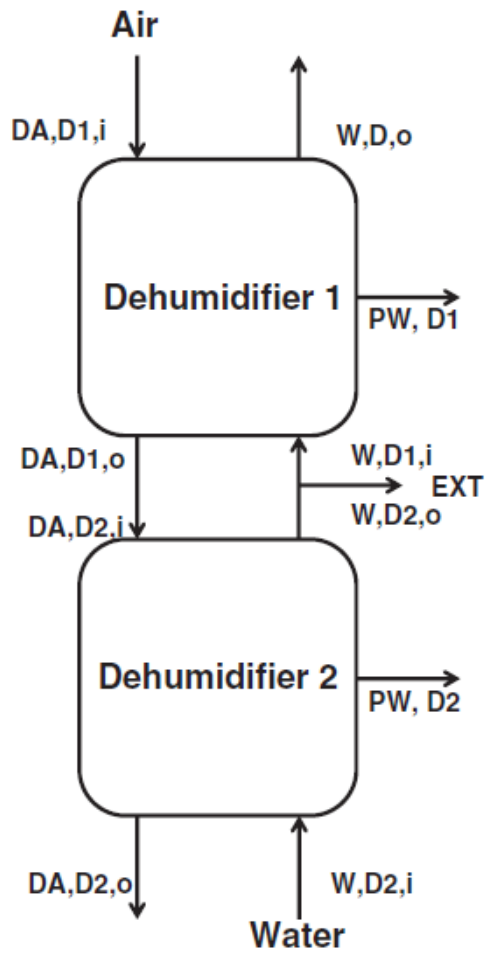 Air
DA,D1,i
W,D,o
Dehumidifier 1
PW, D1
DA,D1,o
W,D1,i
EXT
DA,D2,i
W,D2,o
Dehumidifier 2
PW, D2
DA,D2,o
W,D2,i
Water